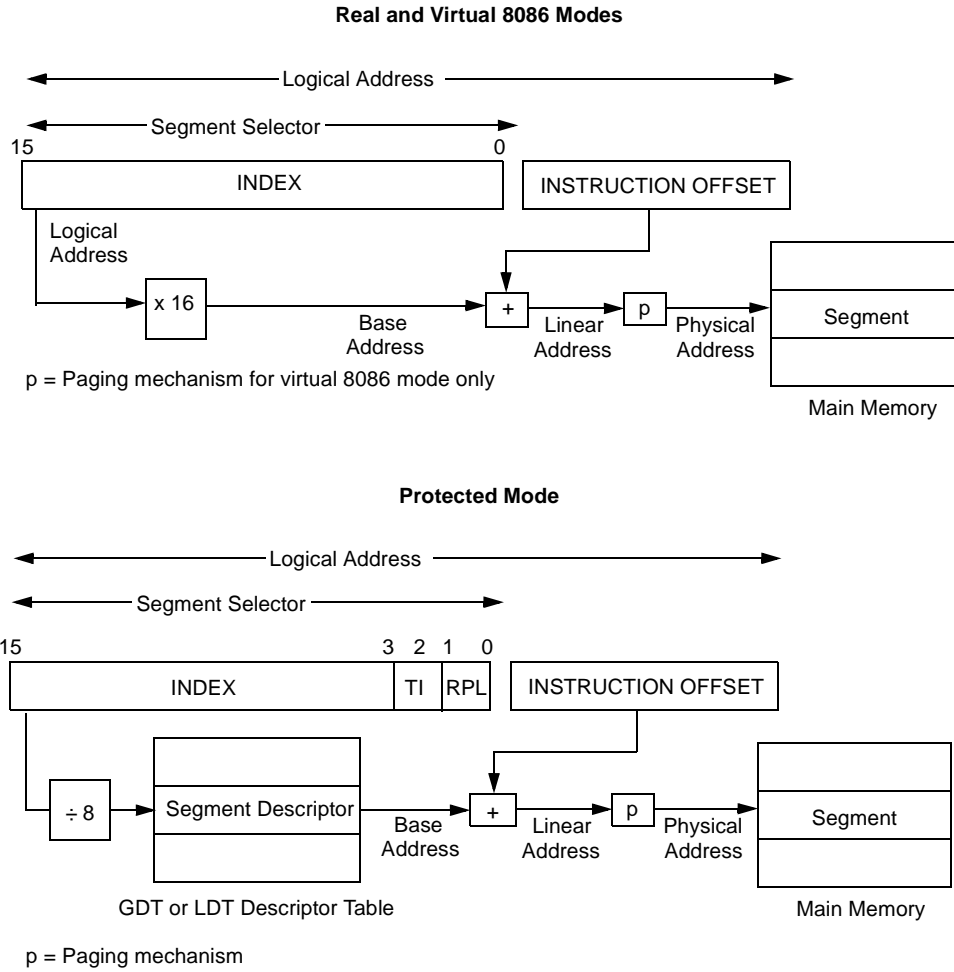 Real and Virtual 8086 Modes
Logical Address
Segment Selector
15 0
INDEX
INSTRUCTION OFFSET
Logical
Address
x 16
Base
Address
+
Linear
Address
p
Physical
Address
Segment
p = Paging mechanism for virtual 8086 mode only
Main Memory
Protected Mode
Logical Address
Segment Selector
15 3 2 1 0
INDEX TI RPL
INSTRUCTION OFFSET
÷ 8
Segment Descriptor
Base
Address
+
Linear
Address
p
Physical
Address
Segment
GDT or LDT Descriptor Table
Main Memory
p = Paging mechanism